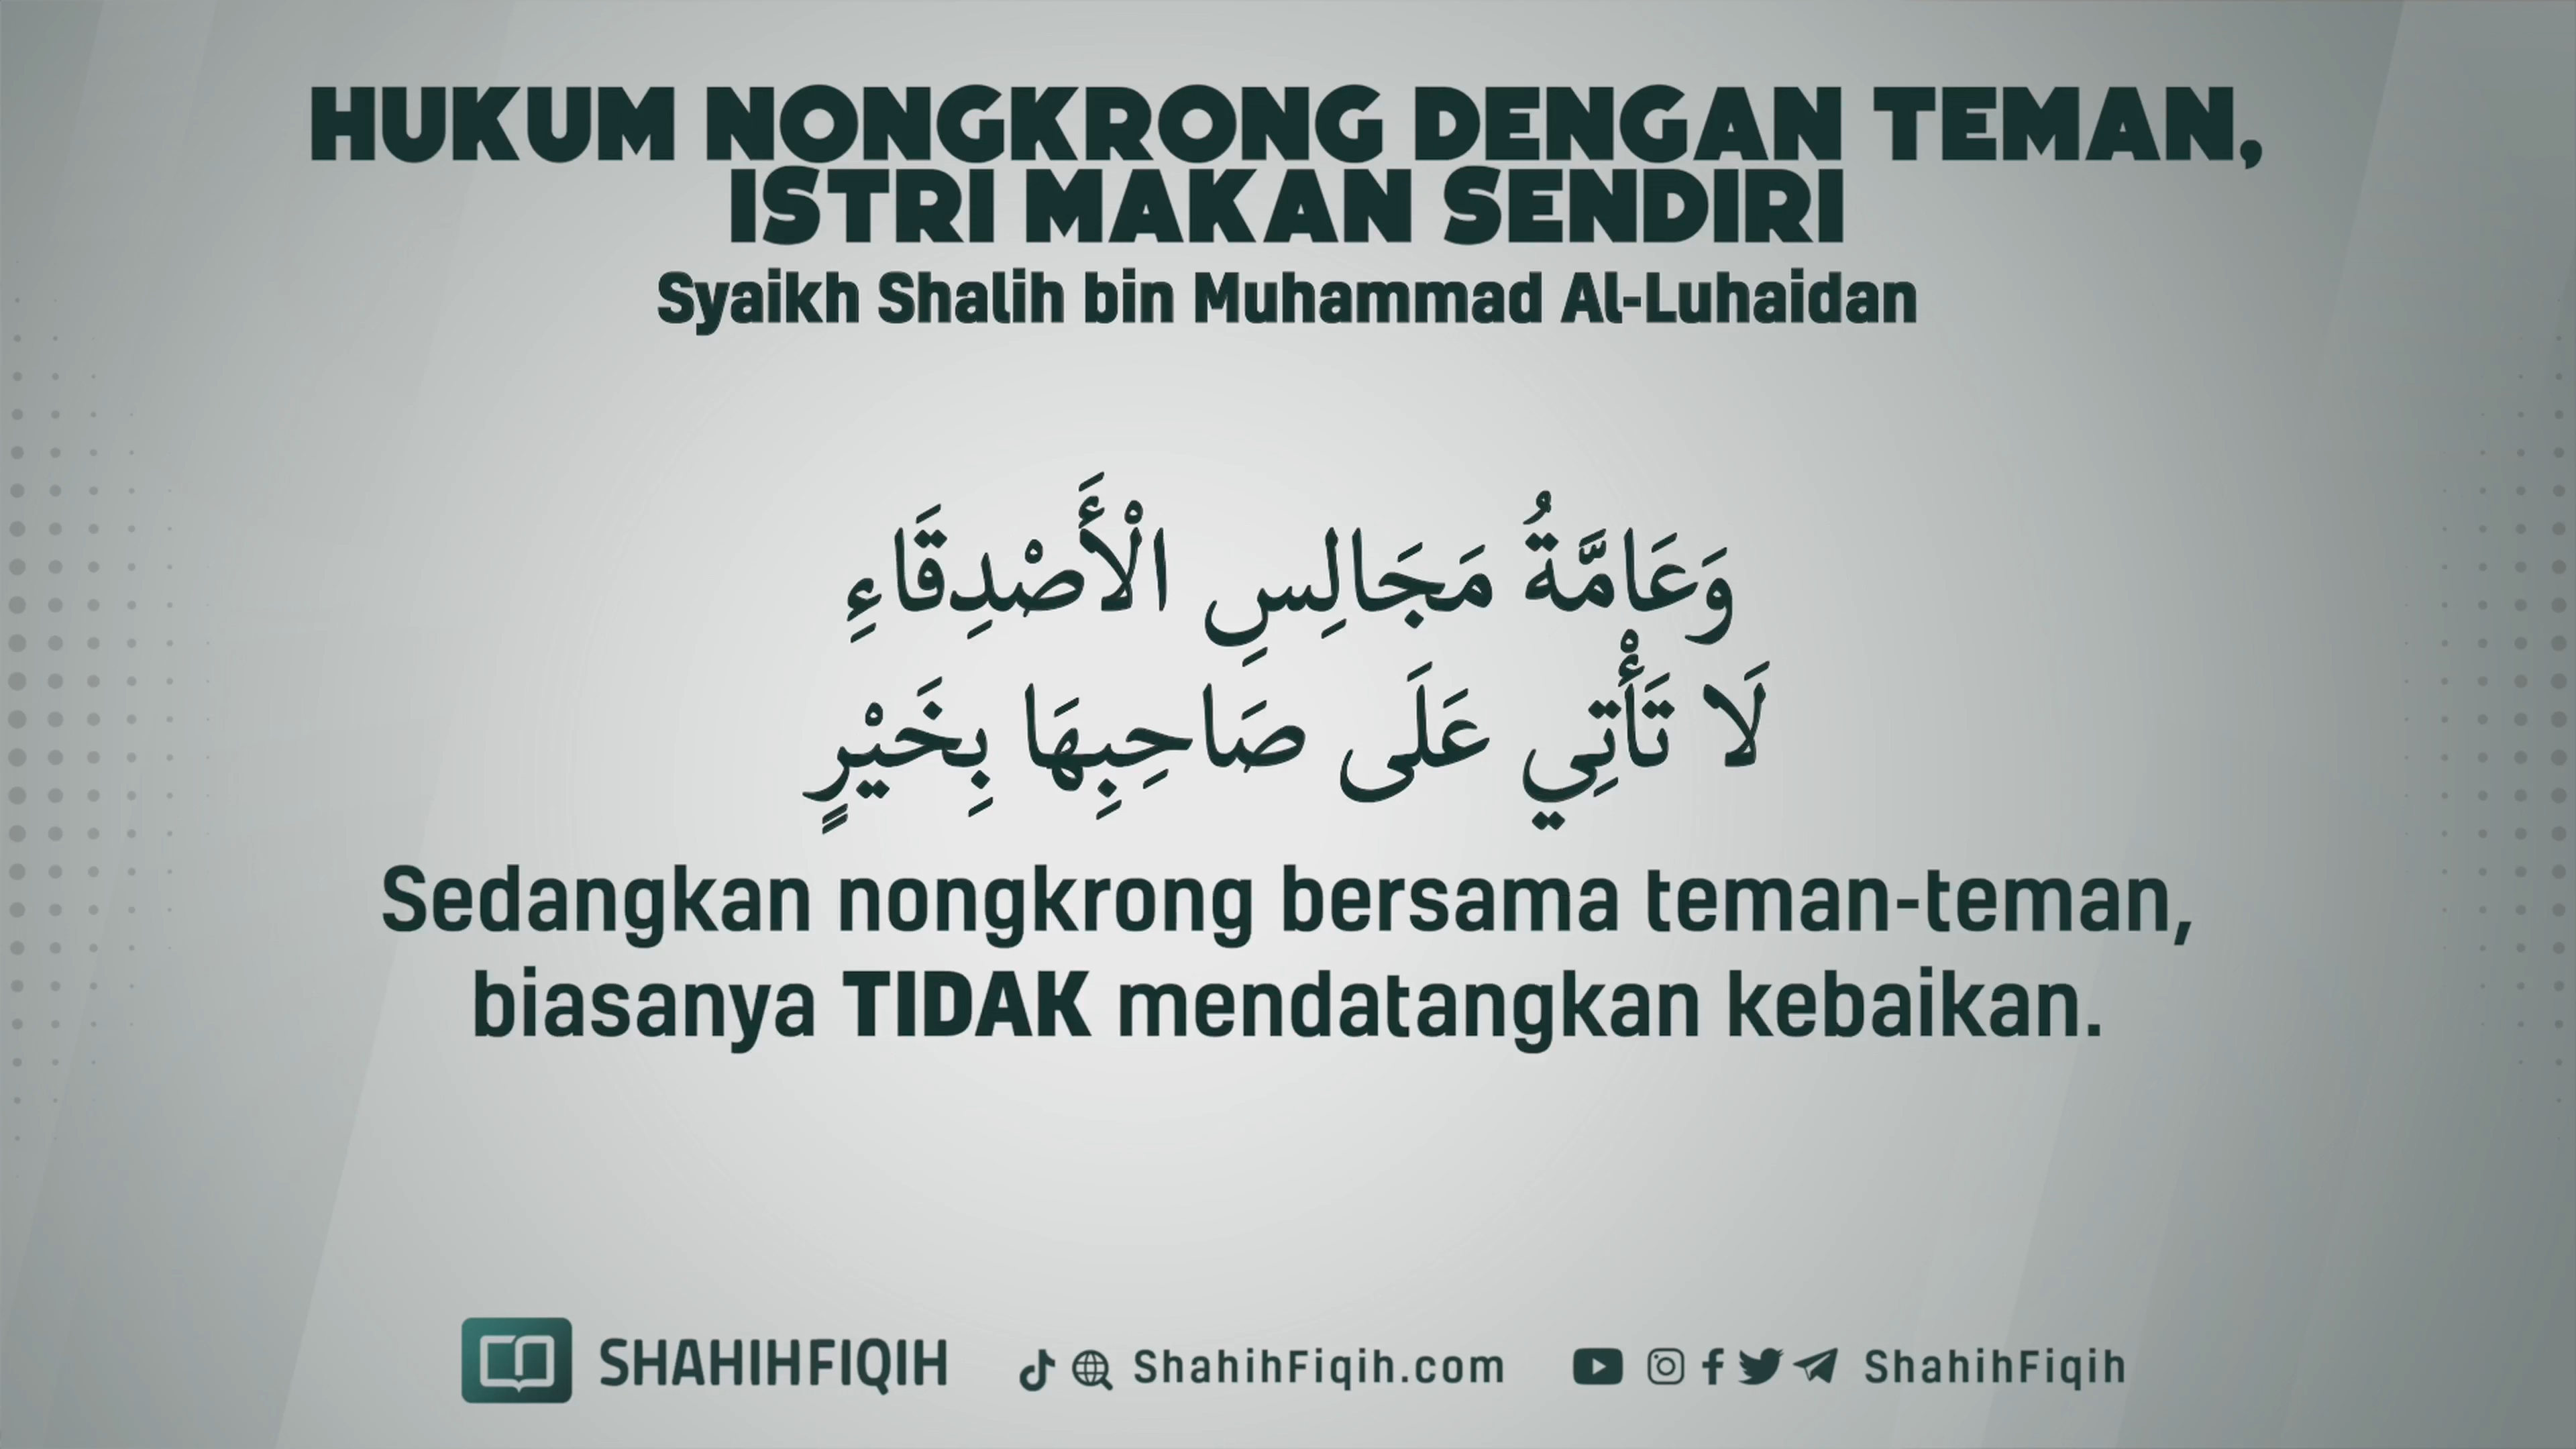 HUKUM NONGKRONG DENGAN TEMAN,
ISTRI MAKAN SENDIRI
Syaikh Shalih bin Muhammad Al-Luhaidan
وَعَامَّةُ مَجَالِسِ الْأَصْدِقَاءِ
لَا تَأْتِي عَلَى صَاحِبِهَا بِخَيْرٍ
Sedangkan nongkrong bersama teman-teman,
biasanya TIDAK mendatangkan kebaikan.
SHAHIHFIQIH ShahihFiqih.com ShahihFiqih